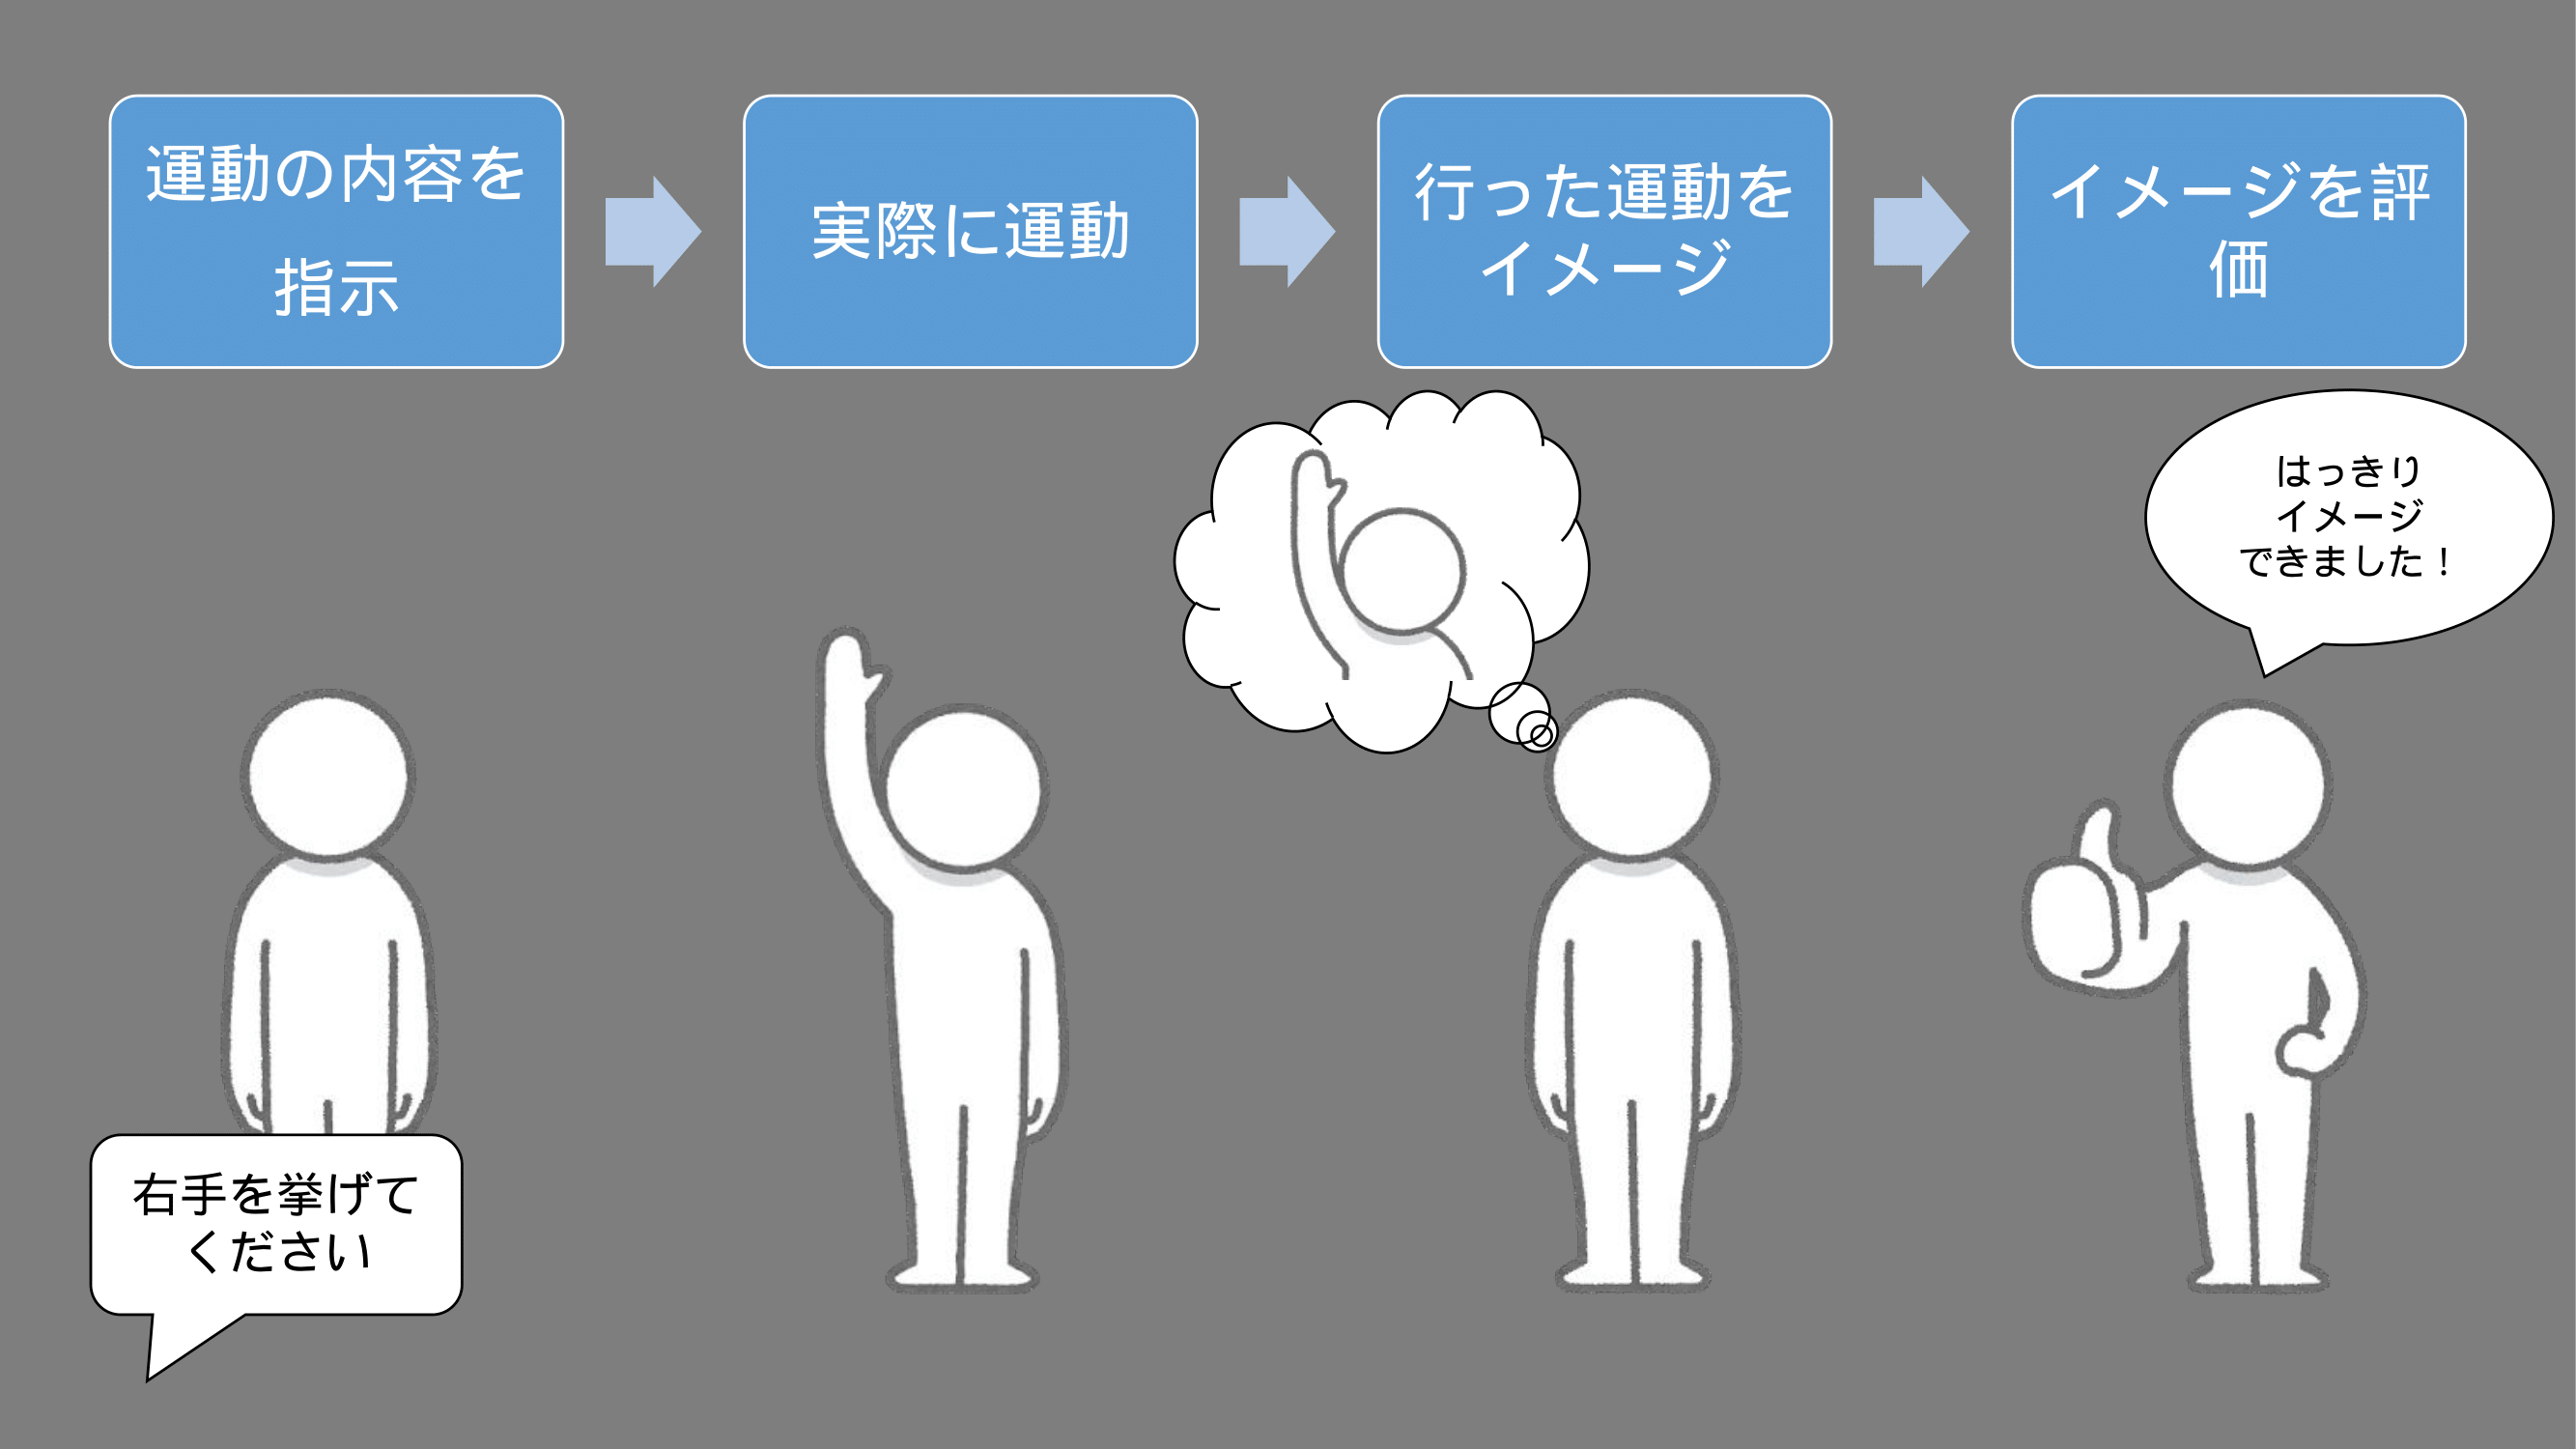 運動の内容を
指示
実際に運動
行った運動を
イメージ
イメージを評
価
はっきり
イメージ
できました！
右手を挙げて
ください